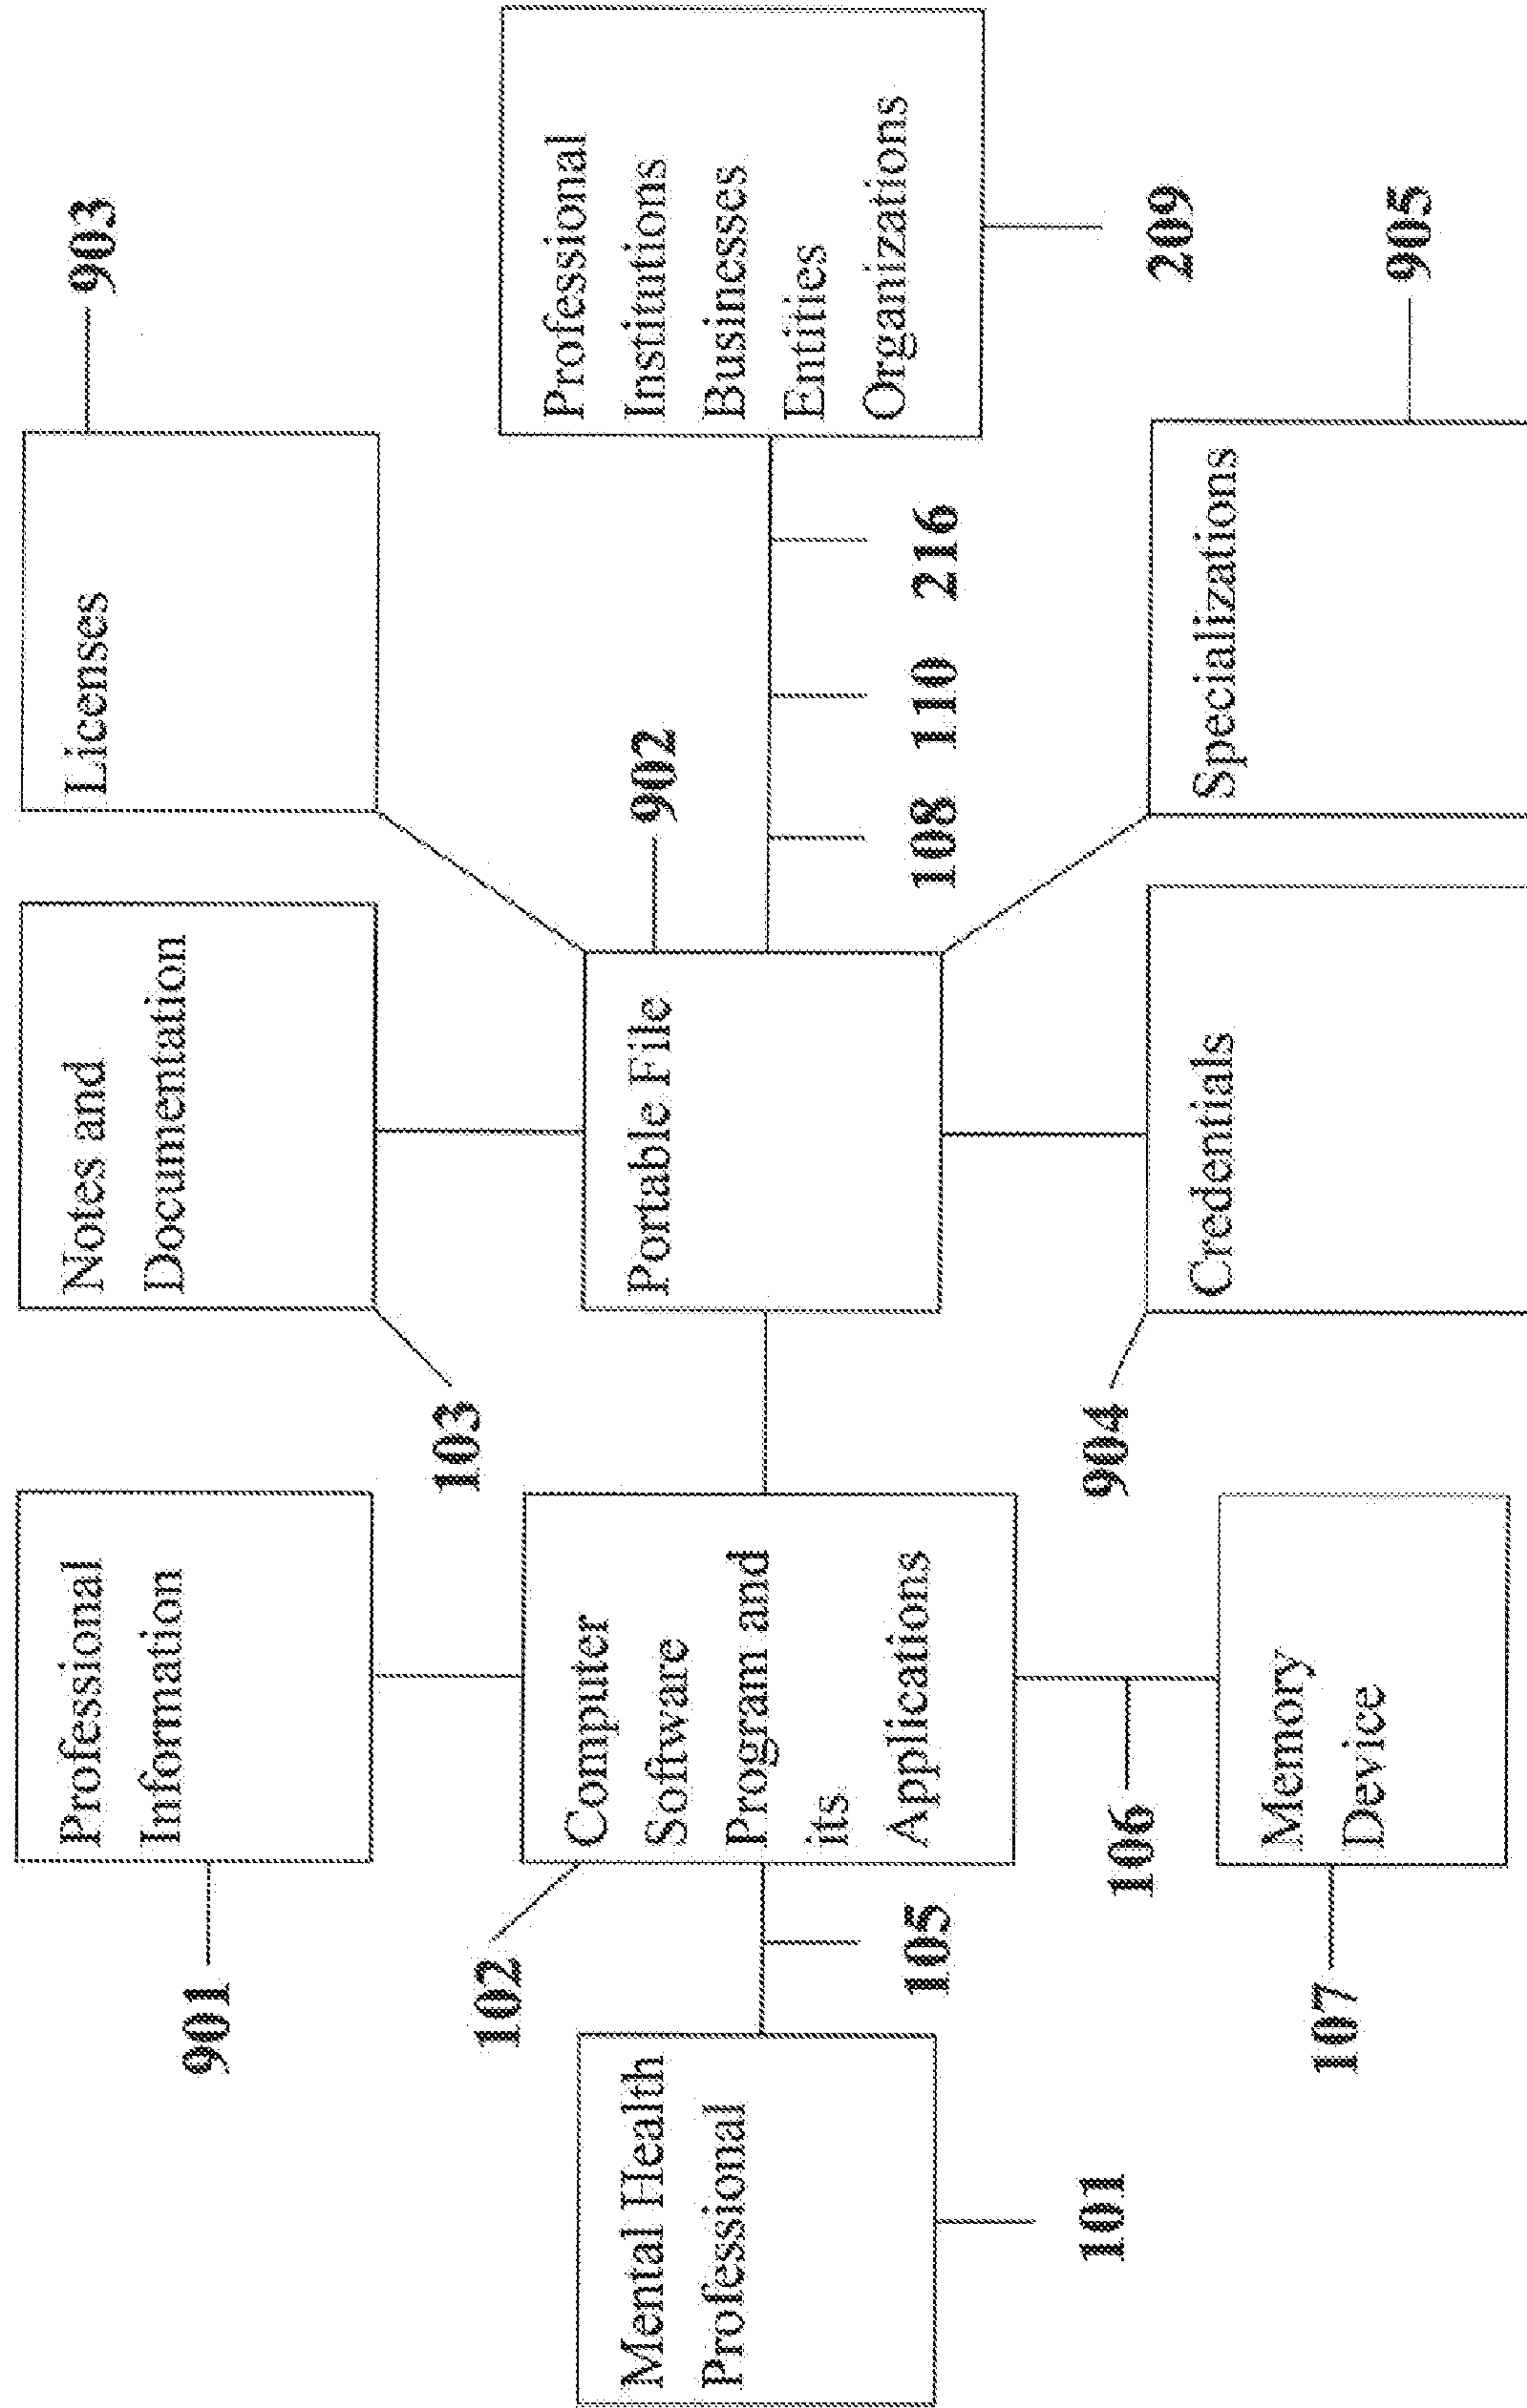 Professional
Information
901
Notes and
Documentation
103
Licenses
903
Mental Health
Professional
101
102
Computer
Software
Program and
its
Applications
105
Portable File
902
108 110 216
Professional
Institutions
Businesses
Entities
Organizations
209
106
Memory
Device
107
904
Credentials
Specializations
905